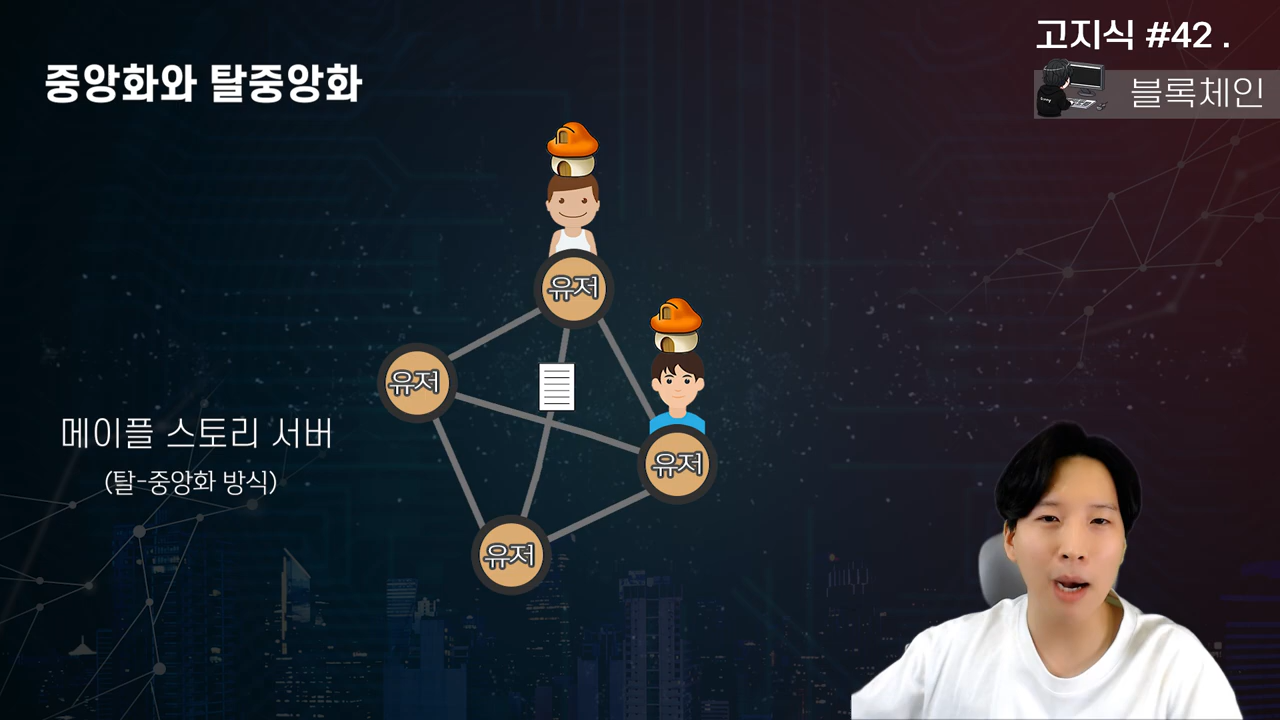 고지식 #42 .
블록체인
중앙화와 탈중앙화
유저
유저
유저
유저
메이플 스토리 서버
(탈-중앙화 방식)